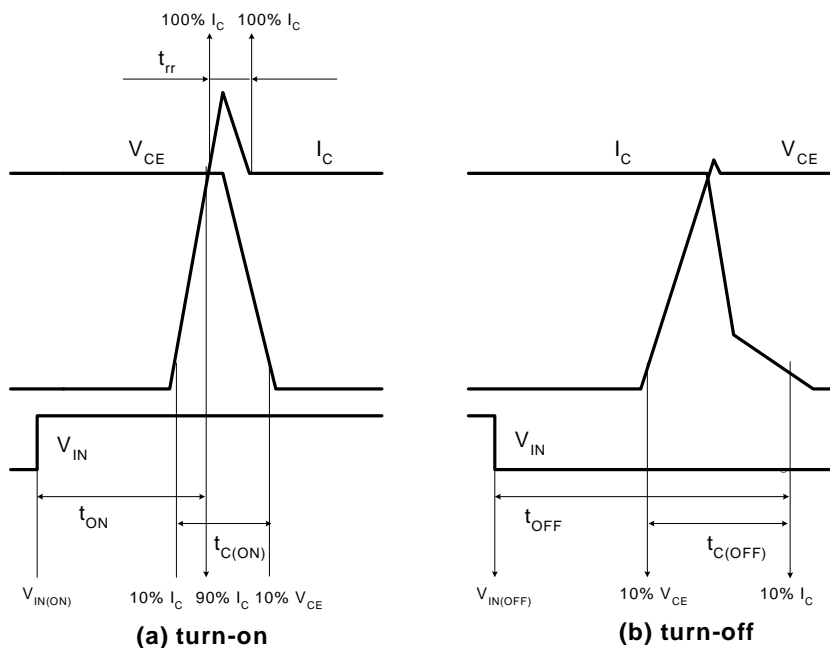 100% I_C 100% I_C
t_rr
V_CE I_C I_C V_CE
V_IN V_IN
t_ON t_OFF
t_C(ON) t_C(OFF)
V_IN(ON) 10% I_C 90% I_C 10% V_CE V_IN(OFF) 10% V_CE 10% I_C
(a) turn-on (b) turn-off